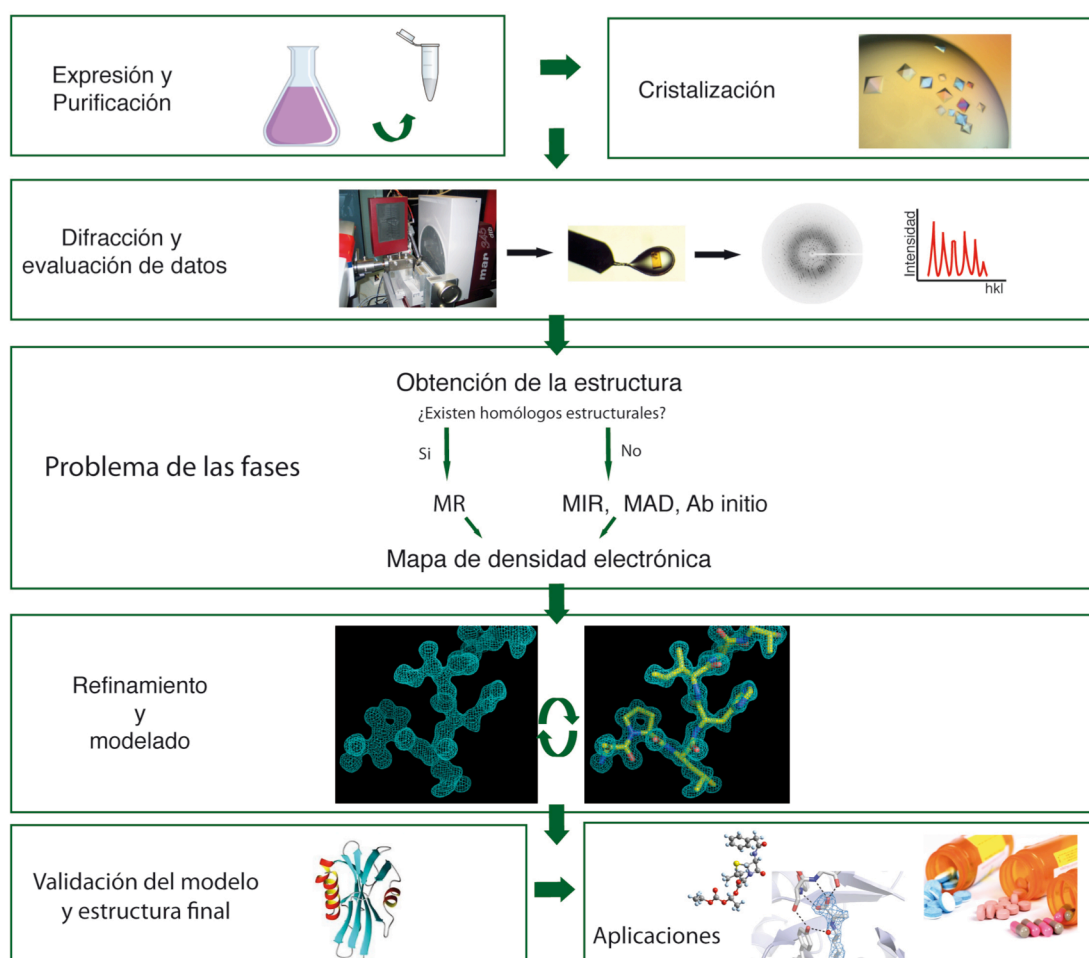 Expresión y
Purificación
Cristalización
Difracción y
evaluación de datos
mar 345
Intensidad
hkl
Obtención de la estructura
¿Existen homólogos estructurales?
Si
No
Problema de las fases
MR
MIR, MAD, Ab initio
Mapa de densidad electrónica
Refinamiento
y
modelado
Validación del modelo
y estructura final
Aplicaciones